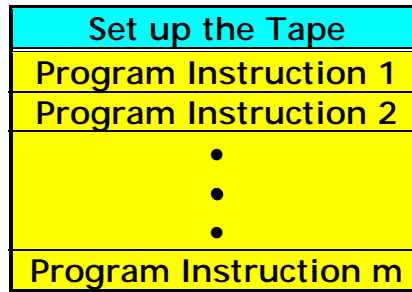 Set up the Tape
Program Instruction 1
Program Instruction 2
•
•
•
Program Instruction m